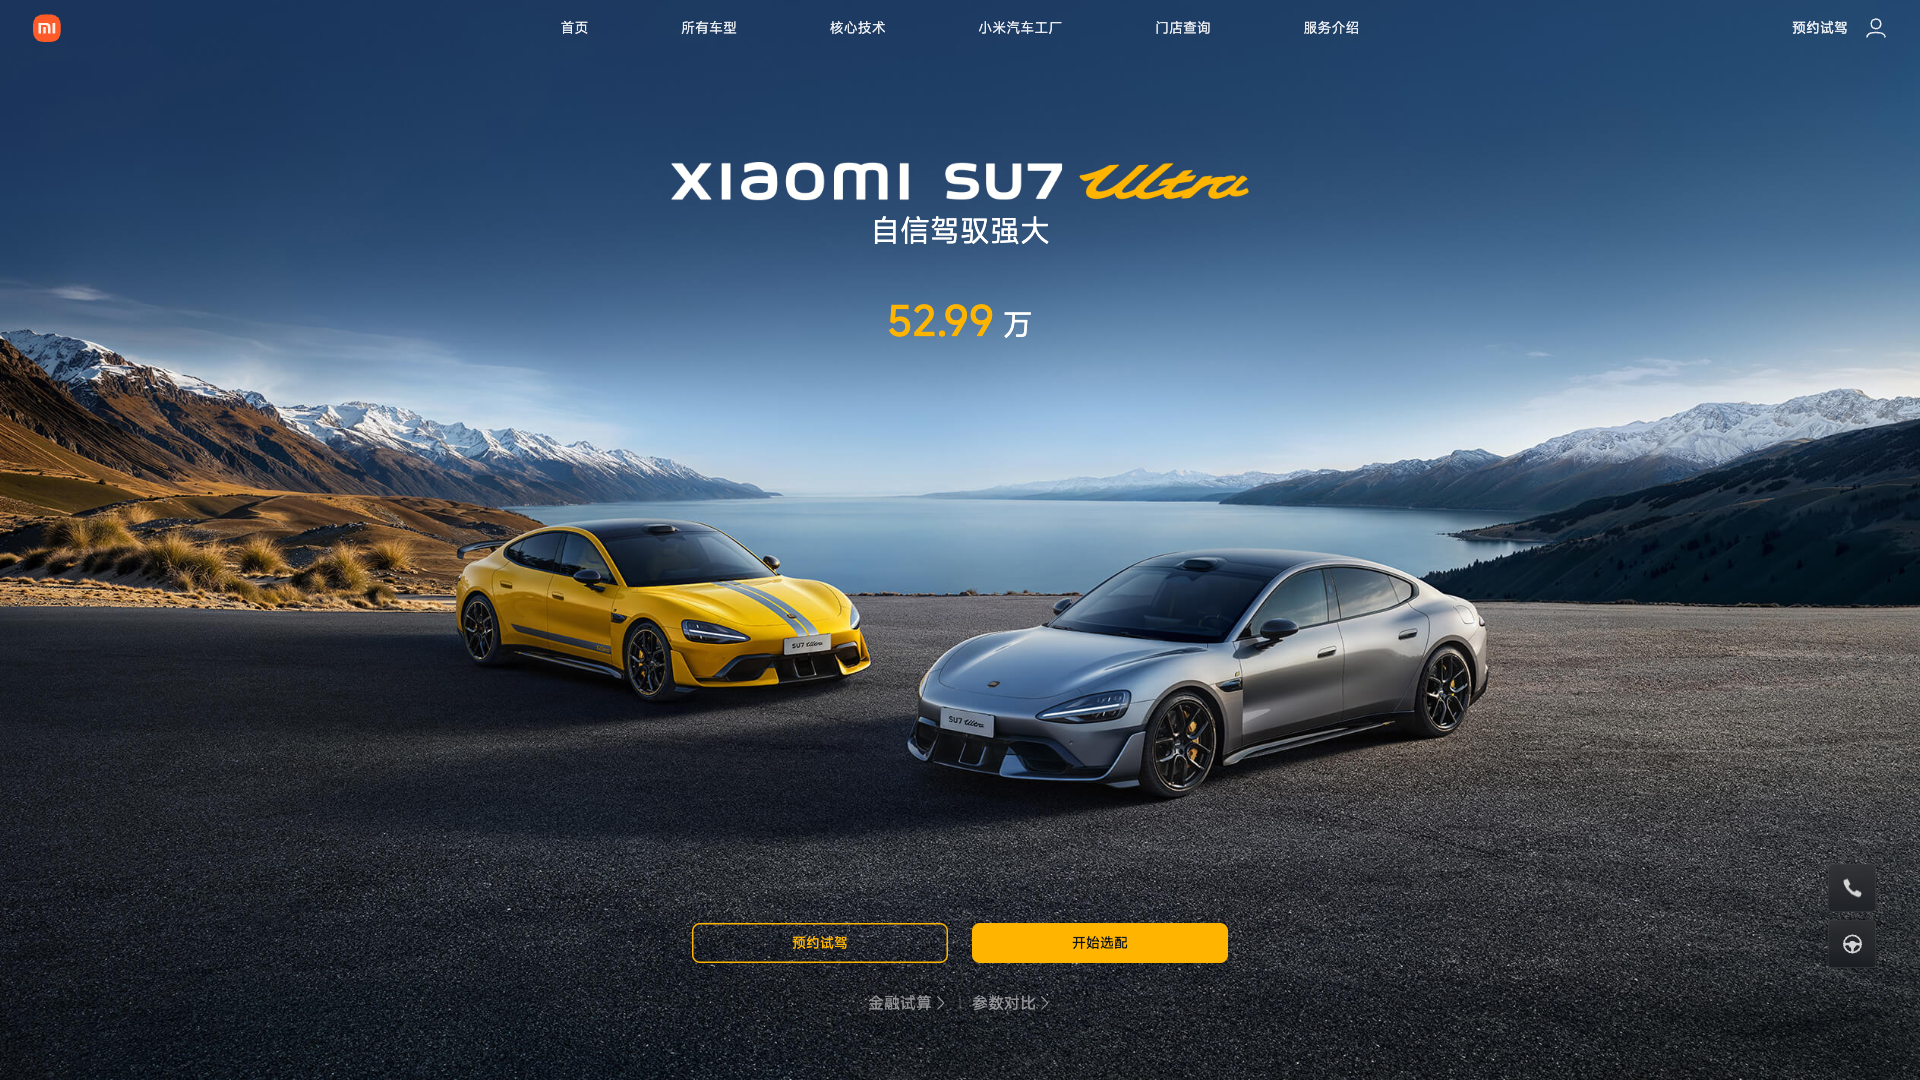 首页 所有车型 核心技术 小米汽车工厂 门店查询 服务介绍 预约试驾
xiaomi SU7 Ultra
自信驾驭强大
52.99 万
SU7 Ultra
SU7 Ultra
预约试驾 开始选配
金融试算 | 参数对比